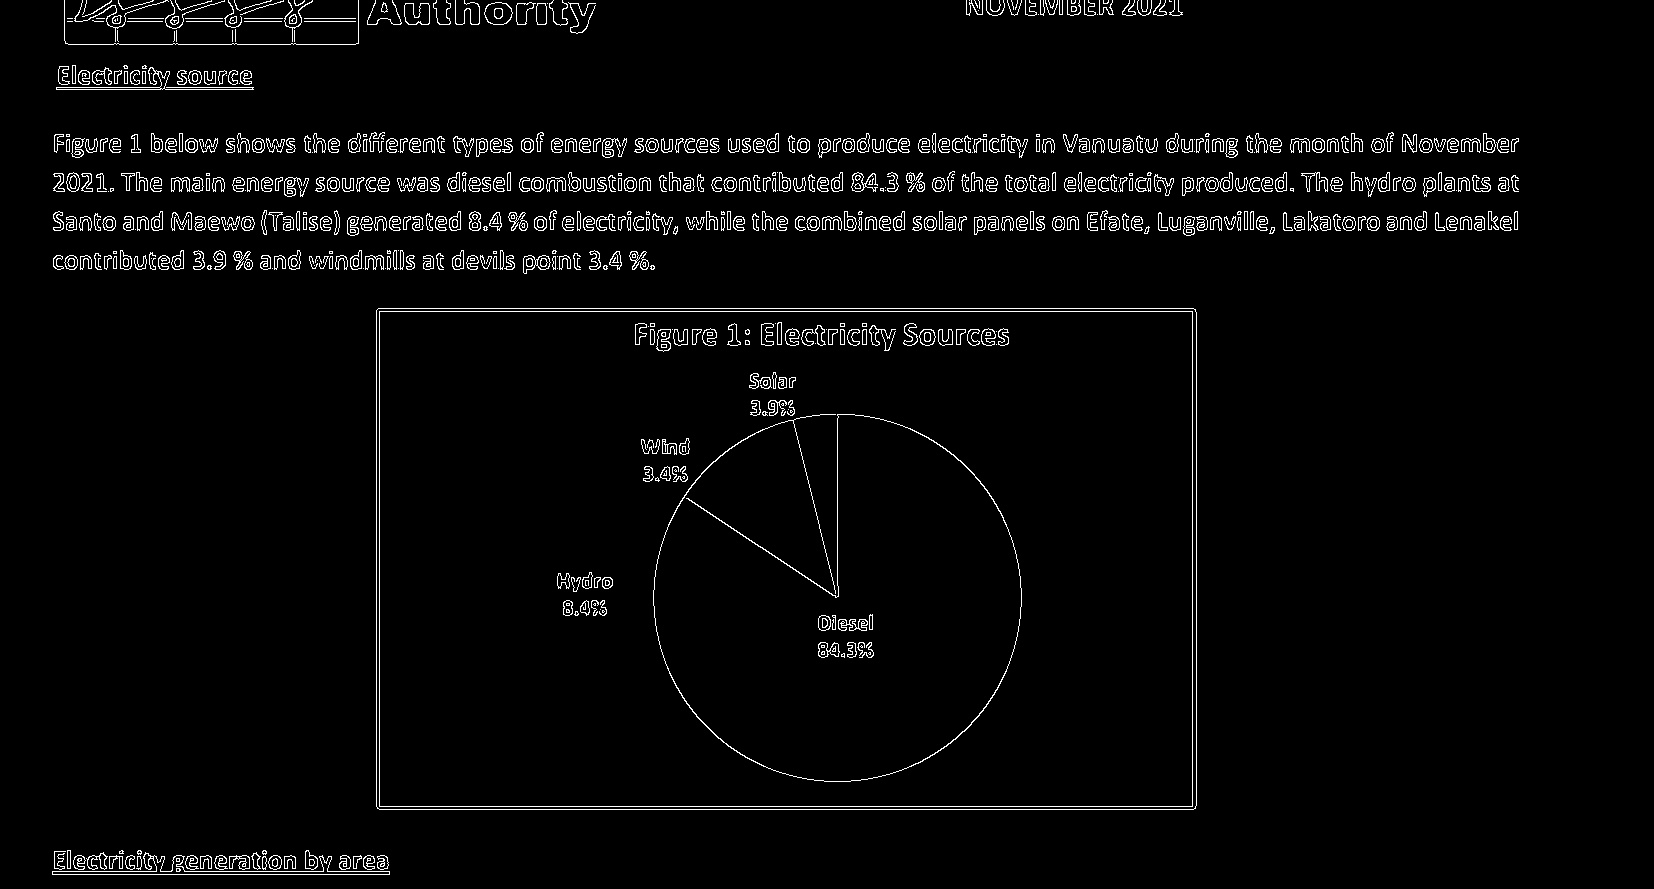 Authority
NOVEMBER 2021
Electricity source
Figure 1 below shows the different types of energy sources used to produce electricity in Vanuatu during the month of November
2021. The main energy source was diesel combustion that contributed 84.3 % of the total electricity produced. The hydro plants at
Santo and Maewo (Talise) generated 8.4 % of electricity, while the combined solar panels on Efate, Luganville, Lakatoro and Lenakel
contributed 3.9 % and windmills at devils point 3.4 %.
Figure 1: Electricity Sources
Solar
3.9%
Wind
3.4%
Hydro
8.4%
Diesel
84.3%
Electricity generation by area